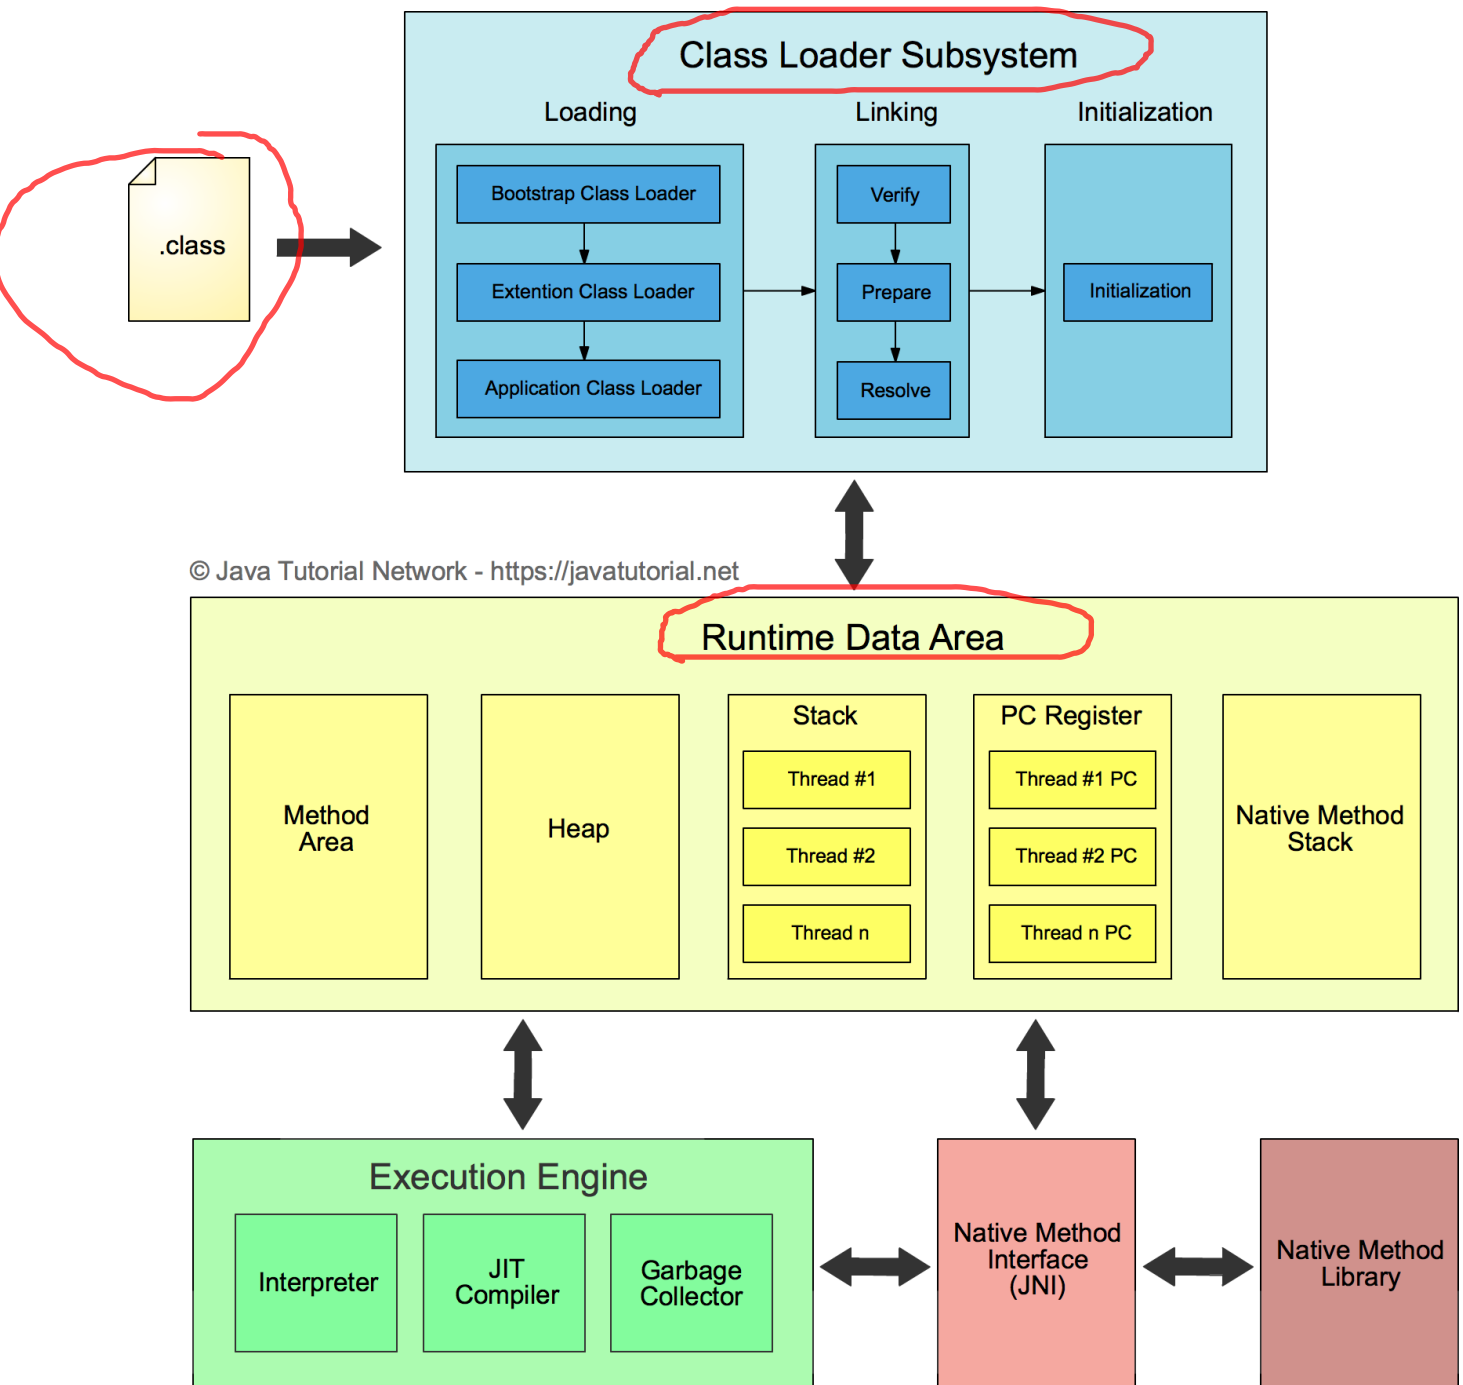 Class Loader Subsystem
Loading
Linking
Initialization
.class
Bootstrap Class Loader
Extention Class Loader
Application Class Loader
Verify
Prepare
Resolve
Initialization
© Java Tutorial Network - https://javatutorial.net
Runtime Data Area
Method
Area
Heap
Stack
Thread #1
Thread #2
Thread n
PC Register
Thread #1 PC
Thread #2 PC
Thread n PC
Native Method
Stack
Execution Engine
Interpreter
JIT
Compiler
Garbage
Collector
Native Method
Interface
(JNI)
Native Method
Library